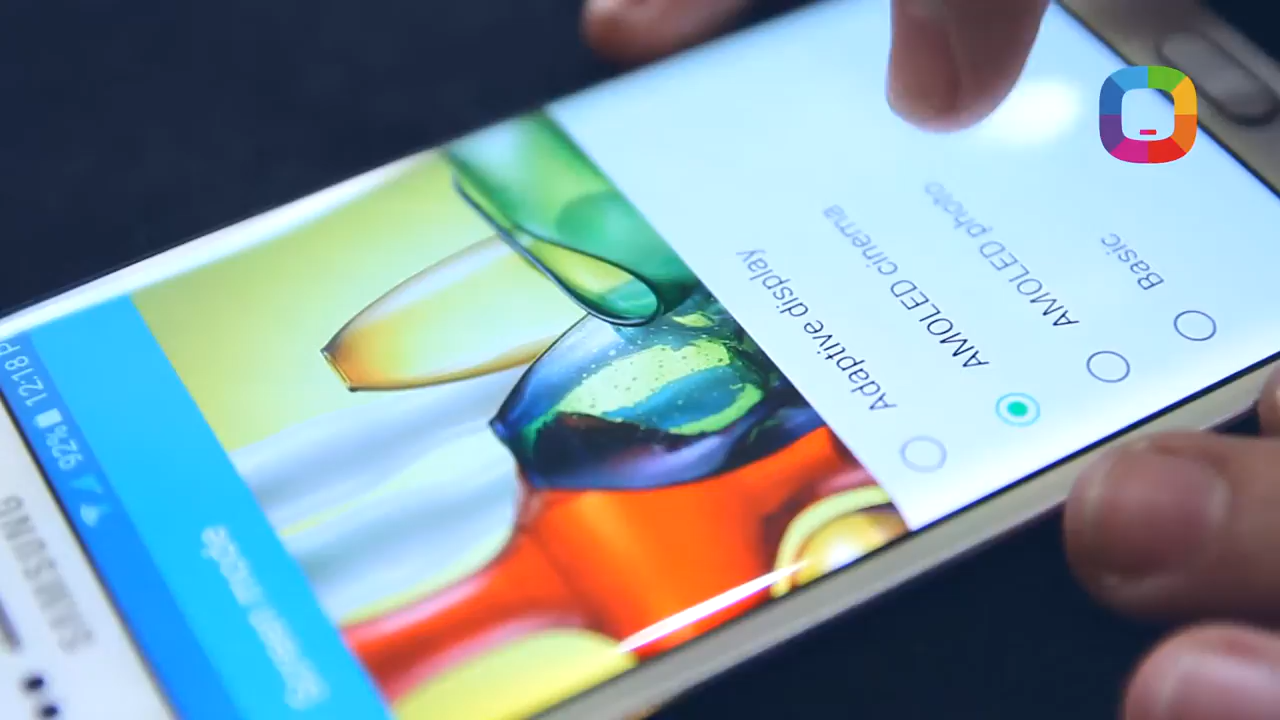 SAMSUNG
92% 12:18 P
Screen mode
Adaptive display
AMOLED cinema
AMOLED photo
Basic